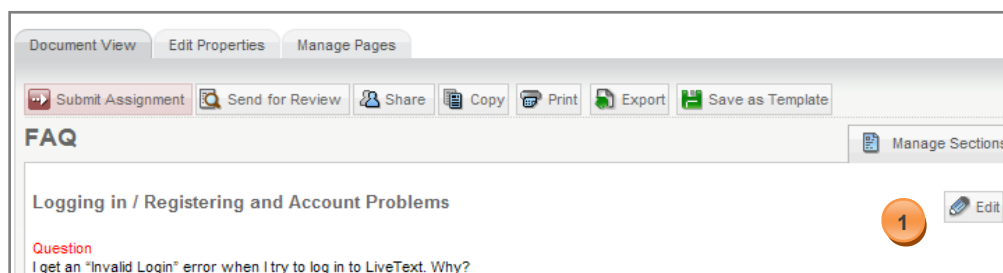 Document View Edit Properties Manage Pages
Submit Assignment Send for Review Share Copy Print Export Save as Template
FAQ
Manage Sections
Logging in / Registering and Account Problems
Edit
1
Question
I get an "Invalid Login" error when I try to log in to LiveText. Why?